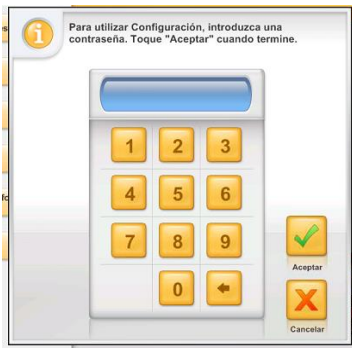 Para utilizar Configuración, introduzca una
contraseña. Toque "Aceptar" cuando termine.
1 2 3
4 5 6
7 8 9
0
Aceptar
Cancelar